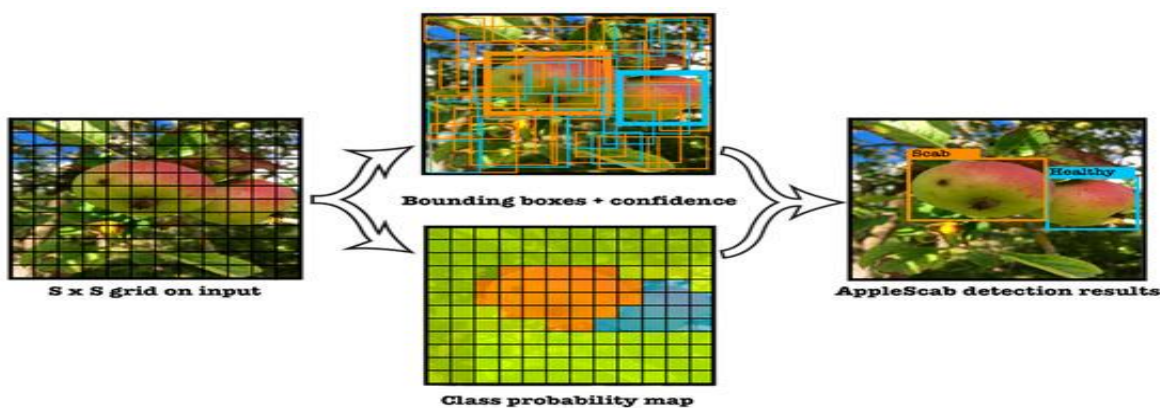 S x S grid on input
Bounding boxes + confidence
Class probability map
Scab
Healthy
AppleScab detection results